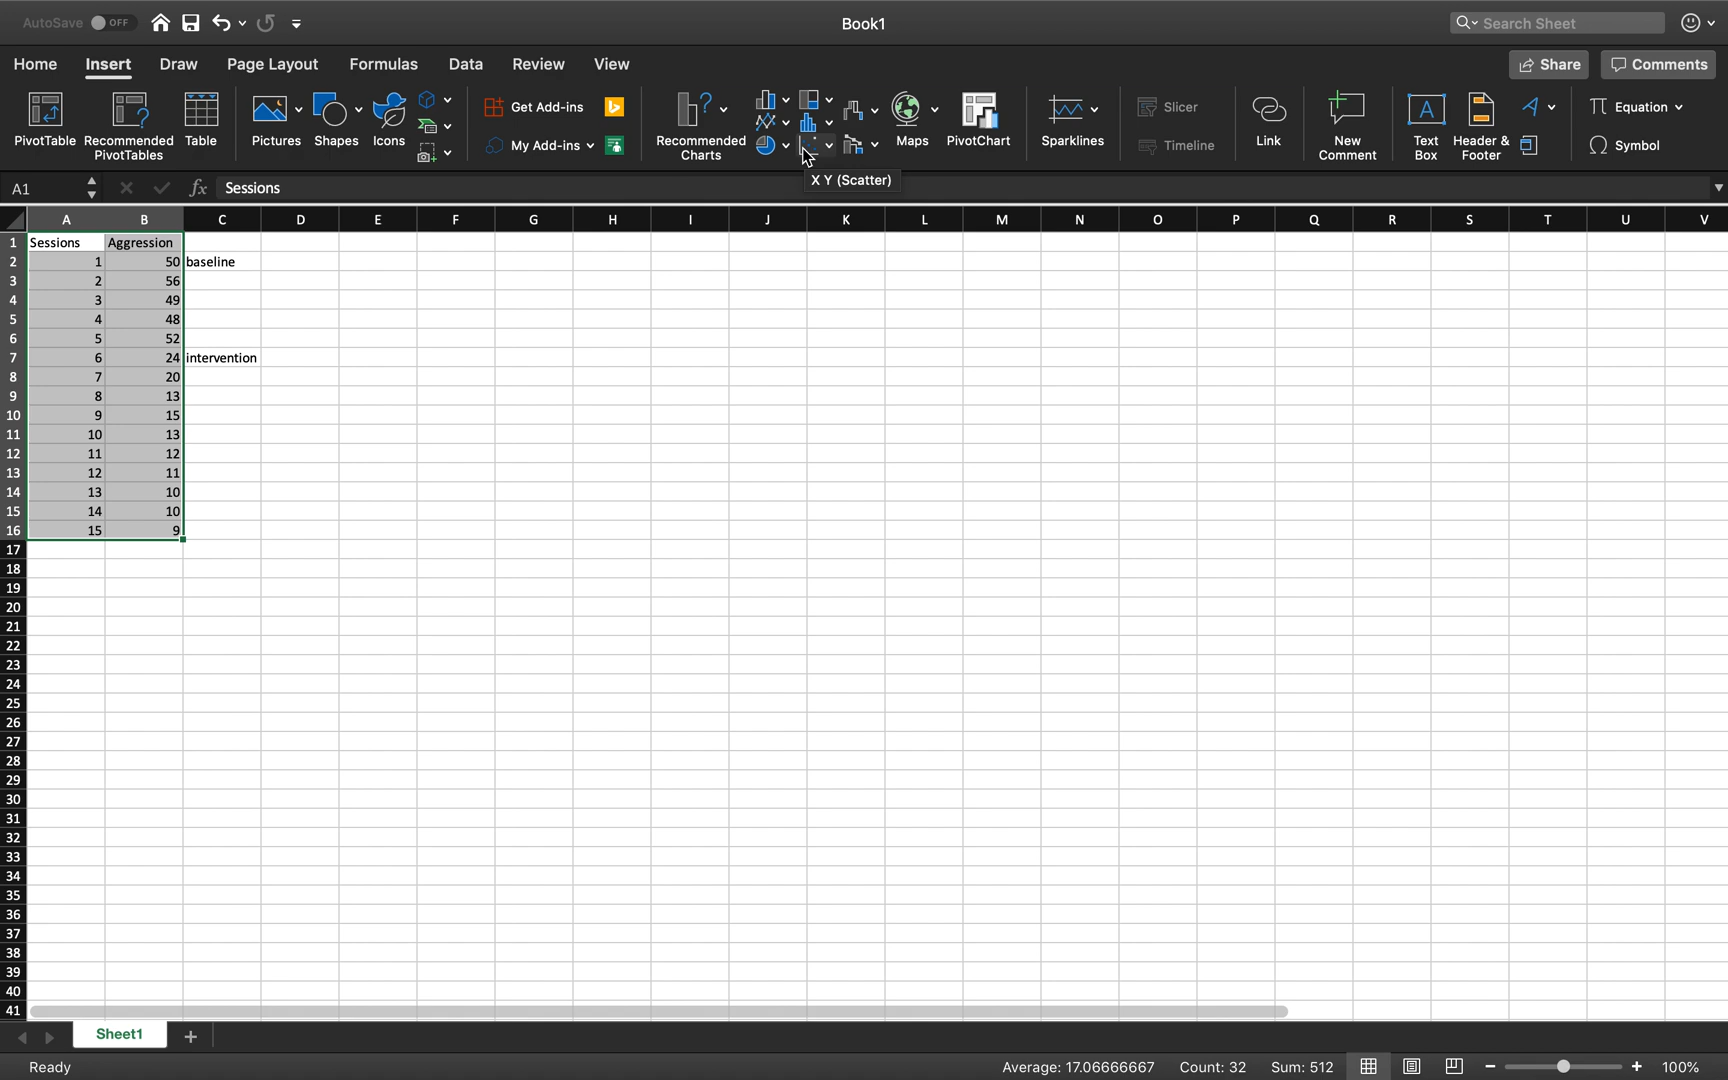 AutoSave OFF Book1 Search Sheet
Home Insert Draw Page Layout Formulas Data Review View Share Comments
PivotTable Recommended PivotTables Table Pictures Shapes Icons Get Add-ins My Add-ins Recommended Charts Maps PivotChart Sparklines Slicer Timeline Link New Comment Text Box Header & Footer Equation Symbol
X Y (Scatter)
A1 fx Sessions
A B C D E F G H I J K L M N O P Q R S T U V
1 Sessions Aggression
2 1 50 baseline
3 2 56
4 3 49
5 4 48
6 5 52
7 6 24 intervention
8 7 20
9 8 13
10 9 15
11 10 13
12 11 12
13 12 11
14 13 10
15 14 10
16 15 9
17
18
19
20
21
22
23
24
25
26
27
28
29
30
31
32
33
34
35
36
37
38
39
40
41
Sheet1
Ready Average: 17.06666667 Count: 32 Sum: 512 100%